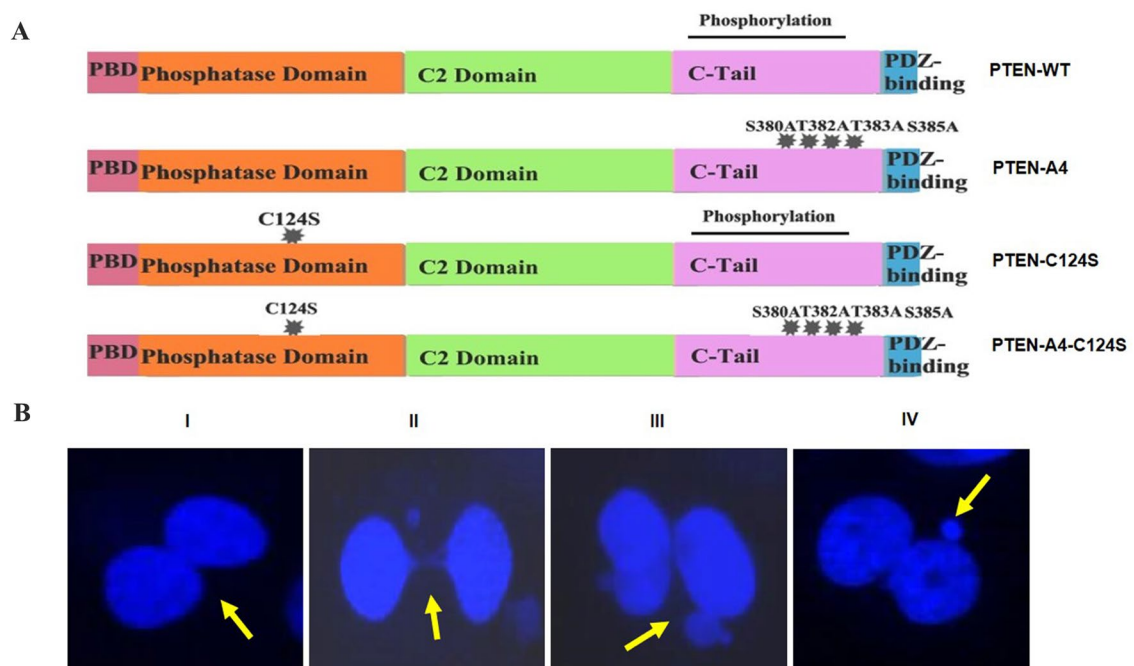 A
Phosphorylation
PBD Phosphatase Domain C2 Domain C-Tail PDZ-
binding
PTEN-WT
S380AT382AT383A S385A
PBD Phosphatase Domain C2 Domain C-Tail PDZ-
binding
PTEN-A4
C124S Phosphorylation
PBD Phosphatase Domain C2 Domain C-Tail PDZ-
binding
PTEN-C124S
C124S S380AT382AT383A S385A
PBD Phosphatase Domain C2 Domain C-Tail PDZ-
binding
PTEN-A4-C124S
B
I II III IV